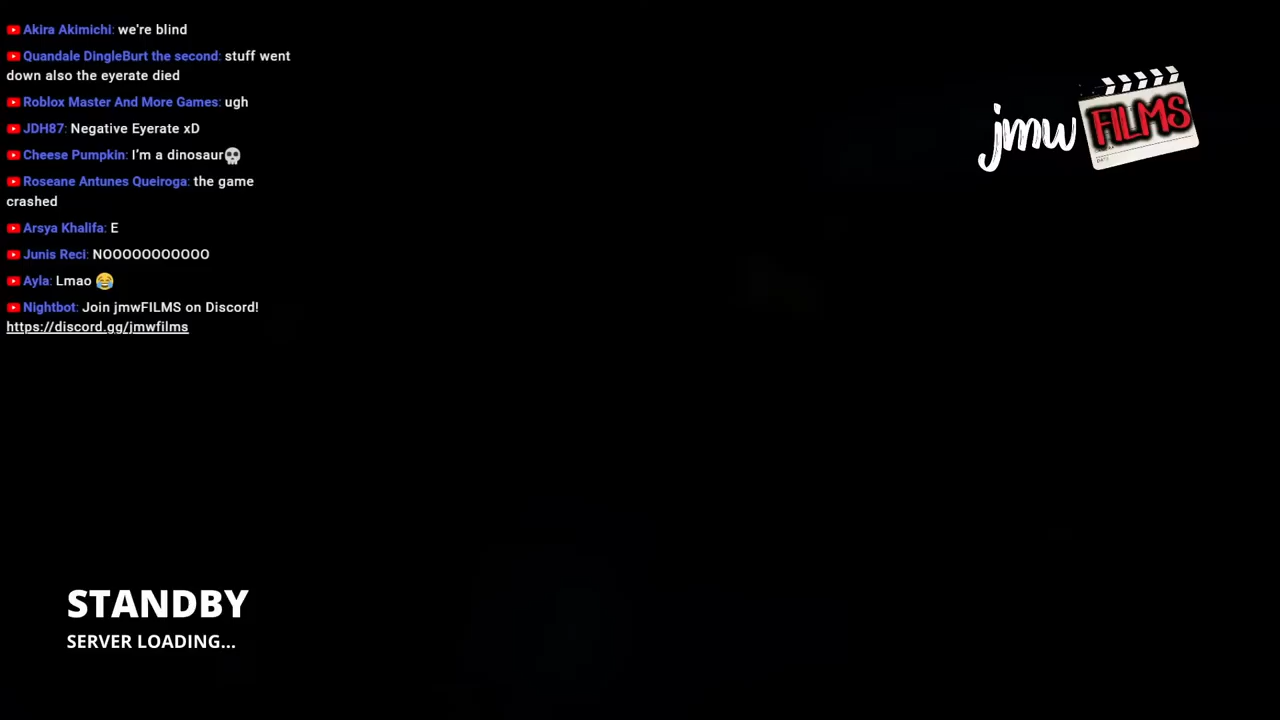 Akira Akimichi: we're blind
Quandale DingleBurt the second: stuff went
down also the eyerate died
Roblox Master And More Games: ugh
JDH87: Negative Eyerate xD
Cheese Pumpkin: I'm a dinosaur💀
Roseane Antunes Queiroga: the game
crashed
Arsya Khalifa: E
Junis Reci: NOOOOOOOOOOO
Ayla: Lmao 😂
Nightbot: Join jmwFILMS on Discord!
https://discord.gg/jmwfilms
jmw FILMS
STANDBY
SERVER LOADING...